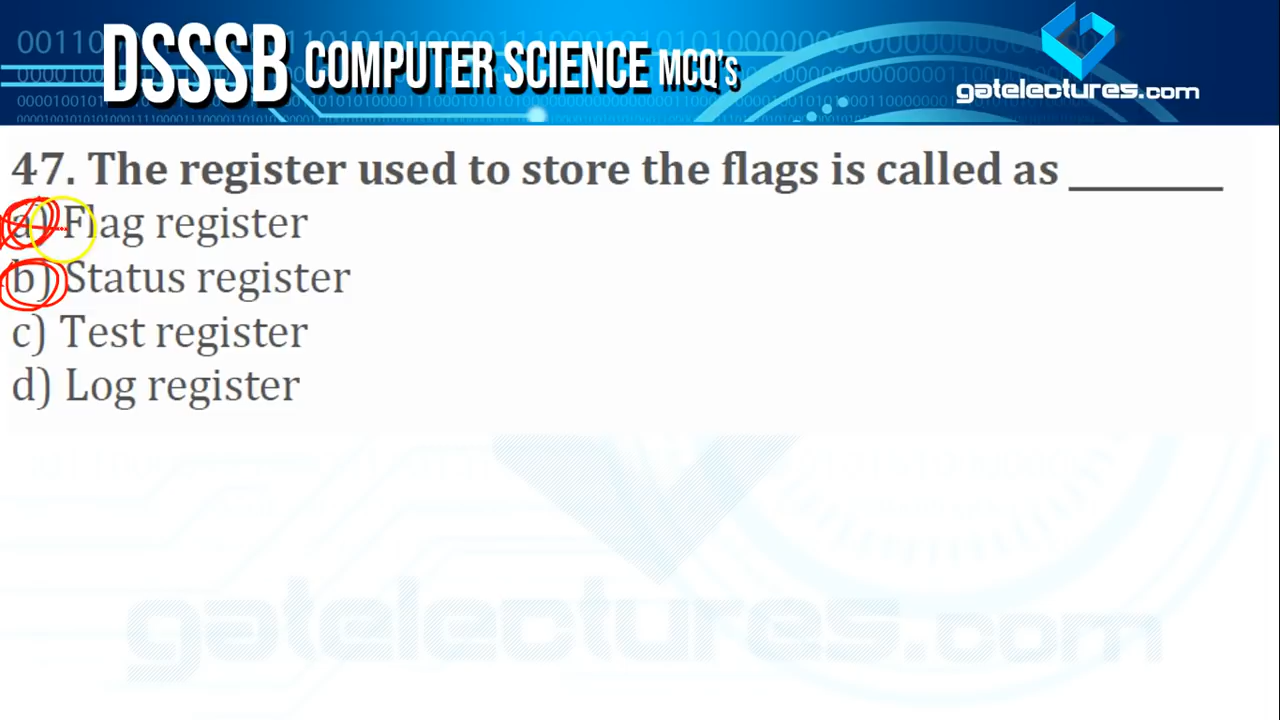 DSSSB COMPUTER SCIENCE MCQ's
gatelectures.com
47. The register used to store the flags is called as _______
a) Flag register
b) Status register
c) Test register
d) Log register
gatelectures.com